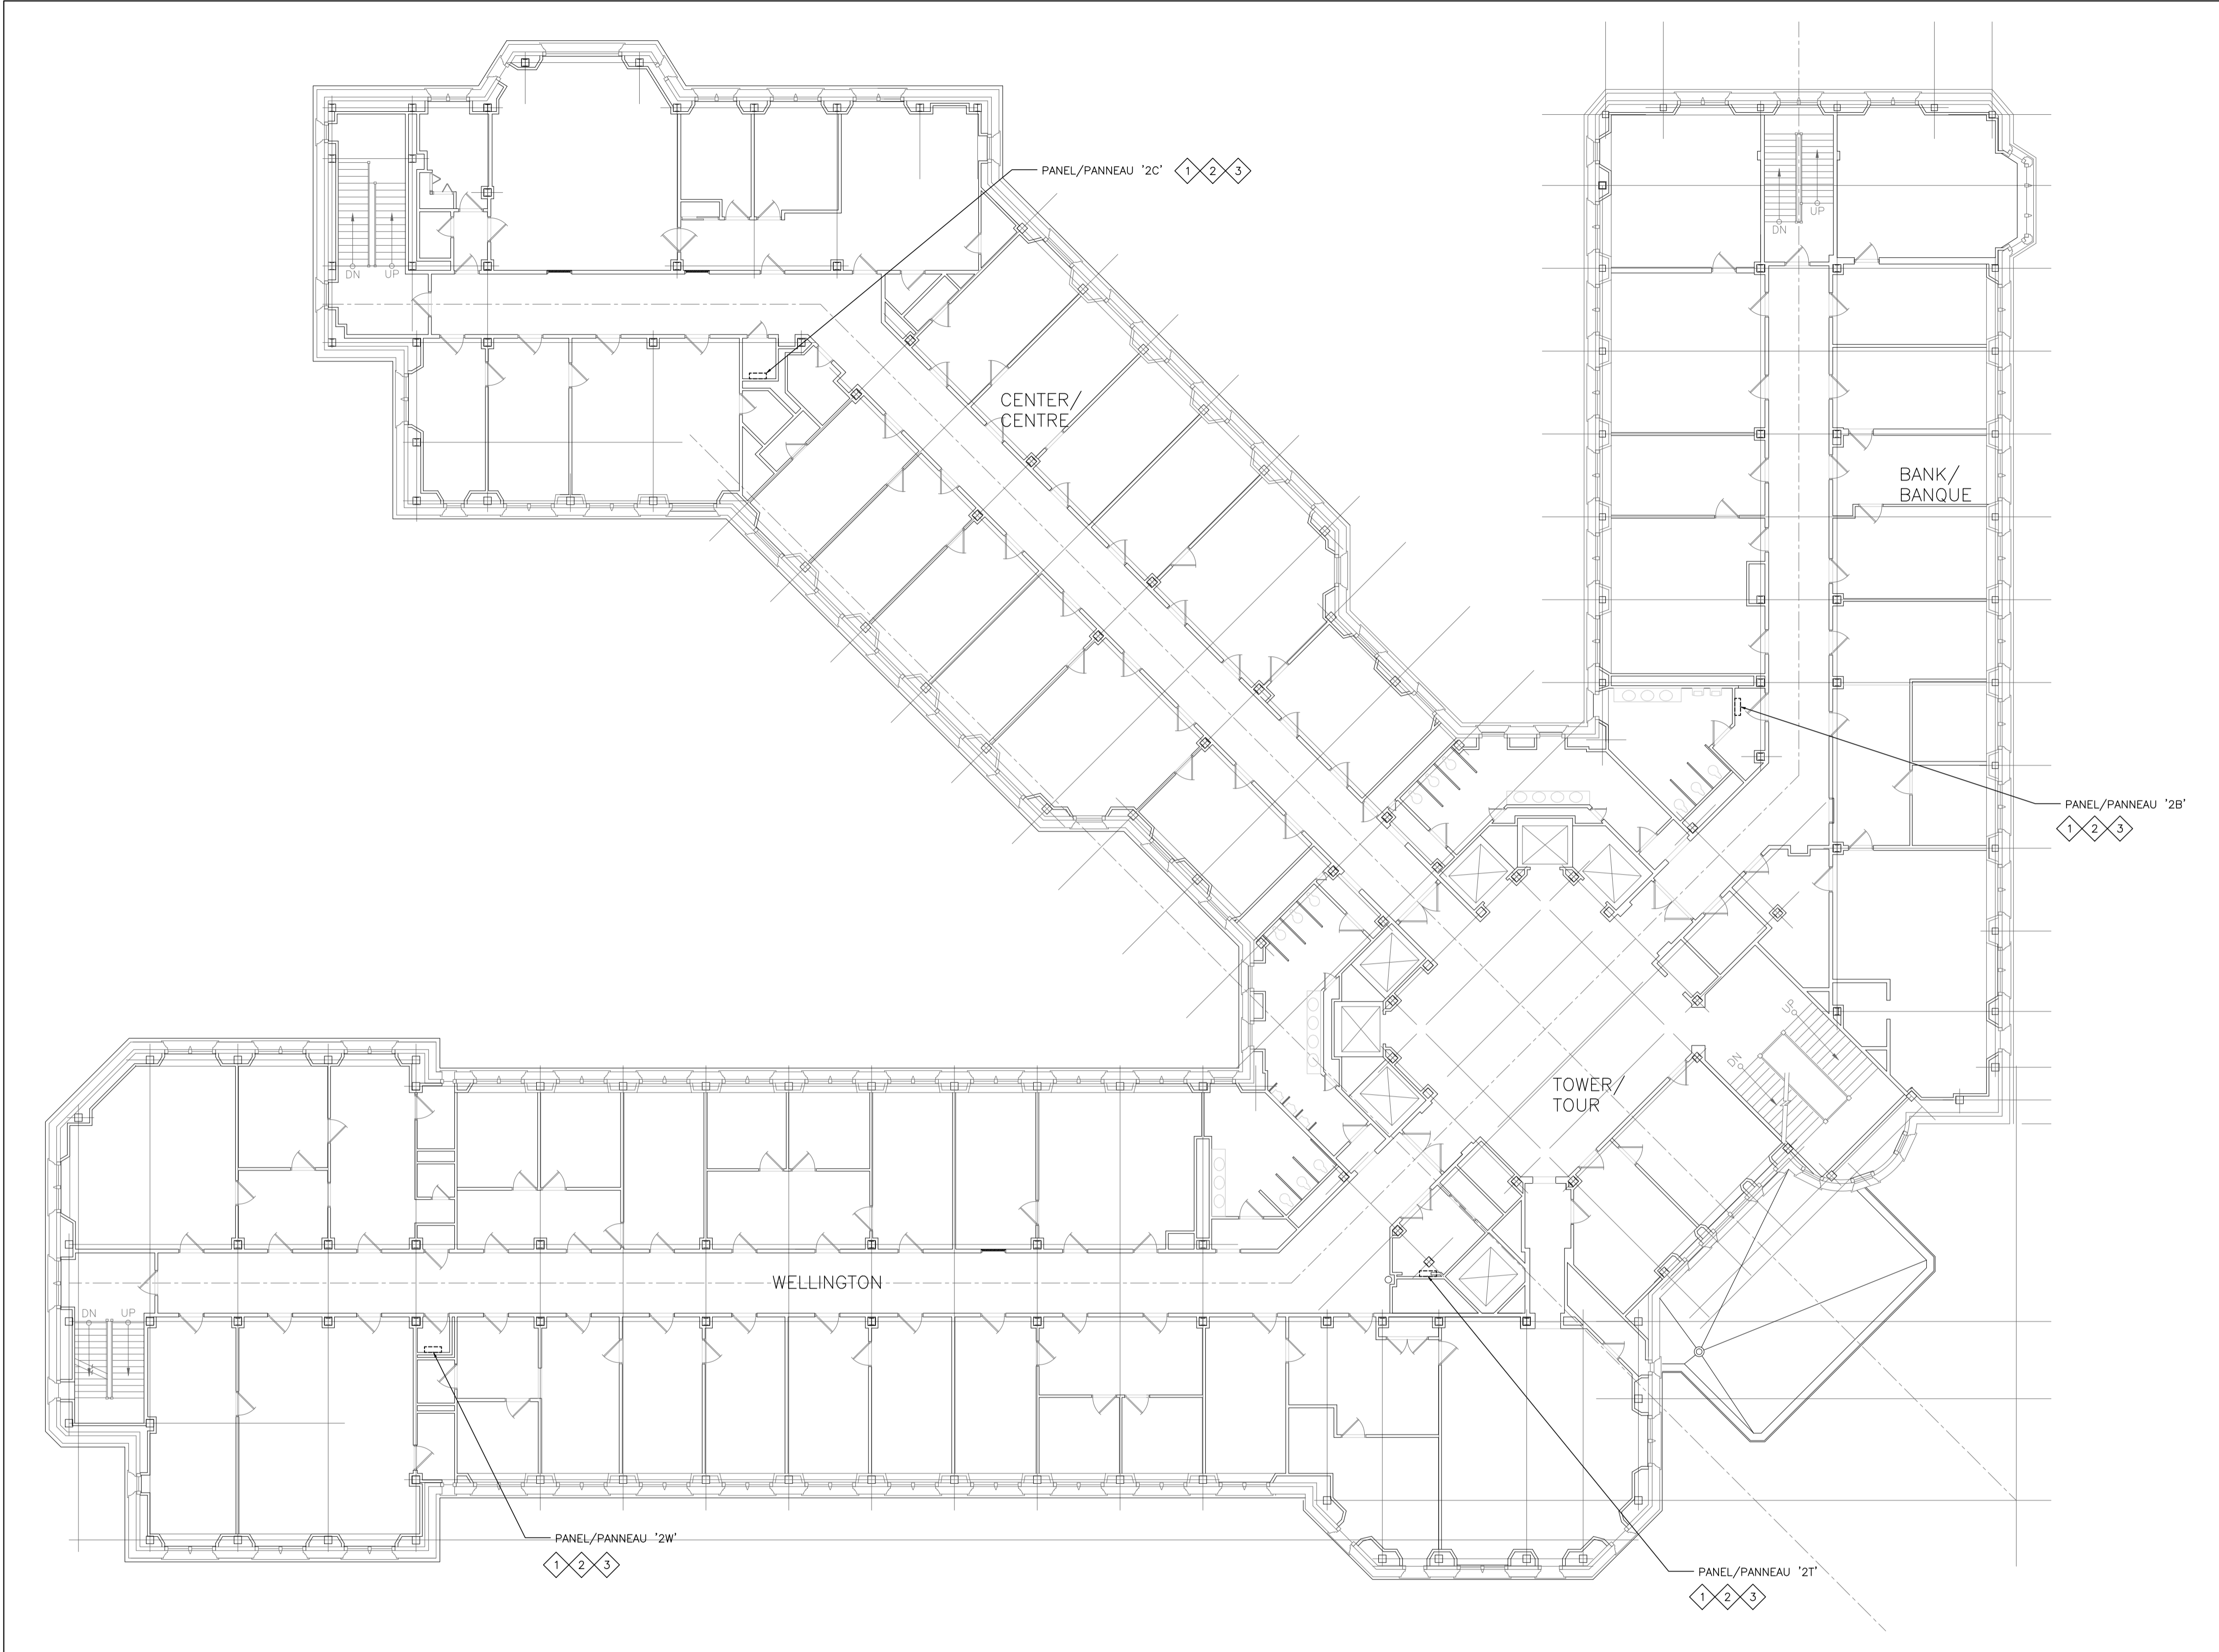 PANEL/PANNEAU '2C' 1 2 3
UP
DN
DN UP
CENTER/
CENTRE
BANK/
BANQUE
PANEL/PANNEAU '2B'
1 2 3
UP
DN
TOWER/
TOUR
WELLINGTON
DN UP
PANEL/PANNEAU '2W'
1 2 3
PANEL/PANNEAU '2T'
1 2 3